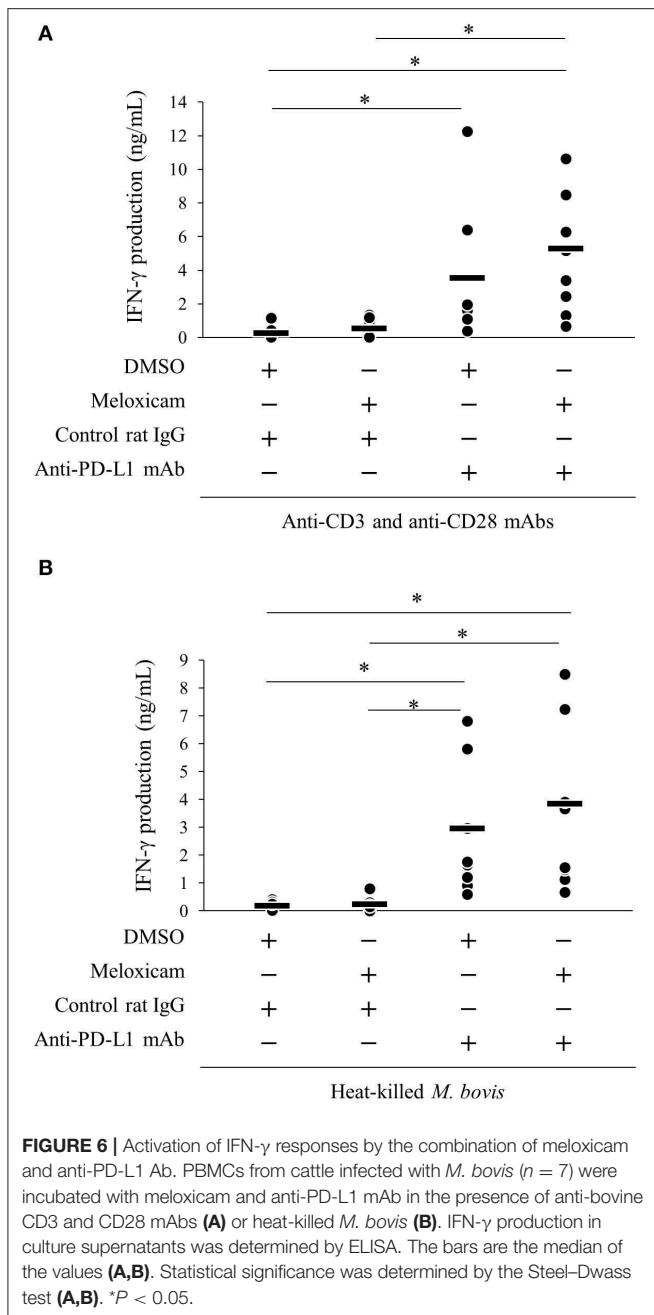 A
*
*
*
14
12
10
8
6
4
2
0
IFN-γ production (ng/mL)
DMSO + − + −
Meloxicam − + − +
Control rat IgG + + − −
Anti-PD-L1 mAb − − + +
Anti-CD3 and anti-CD28 mAbs
B
*
*
*
*
9
8
7
6
5
4
3
2
1
0
IFN-γ production (ng/mL)
DMSO + − + −
Meloxicam − + − +
Control rat IgG + + − −
Anti-PD-L1 mAb − − + +
Heat-killed M. bovis
FIGURE 6 | Activation of IFN-γ responses by the combination of meloxicam
and anti-PD-L1 Ab. PBMCs from cattle infected with M. bovis (n = 7) were
incubated with meloxicam and anti-PD-L1 mAb in the presence of anti-bovine
CD3 and CD28 mAbs (A) or heat-killed M. bovis (B). IFN-γ production in
culture supernatants was determined by ELISA. The bars are the median of
the values (A,B). Statistical significance was determined by the Steel–Dwass
test (A,B). *P < 0.05.